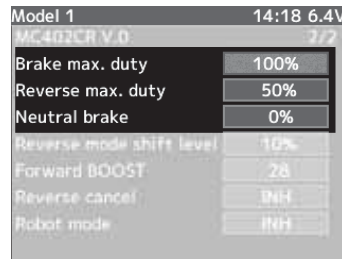 Model 1 14:18 6.4V
MC402CR V.0 2/2
Brake max. duty 100%
Reverse max. duty 50%
Neutral brake 0%
Reverse mode shift level 10%
Forward BOOST 28
Reverse cancel INH
Robot mode INH